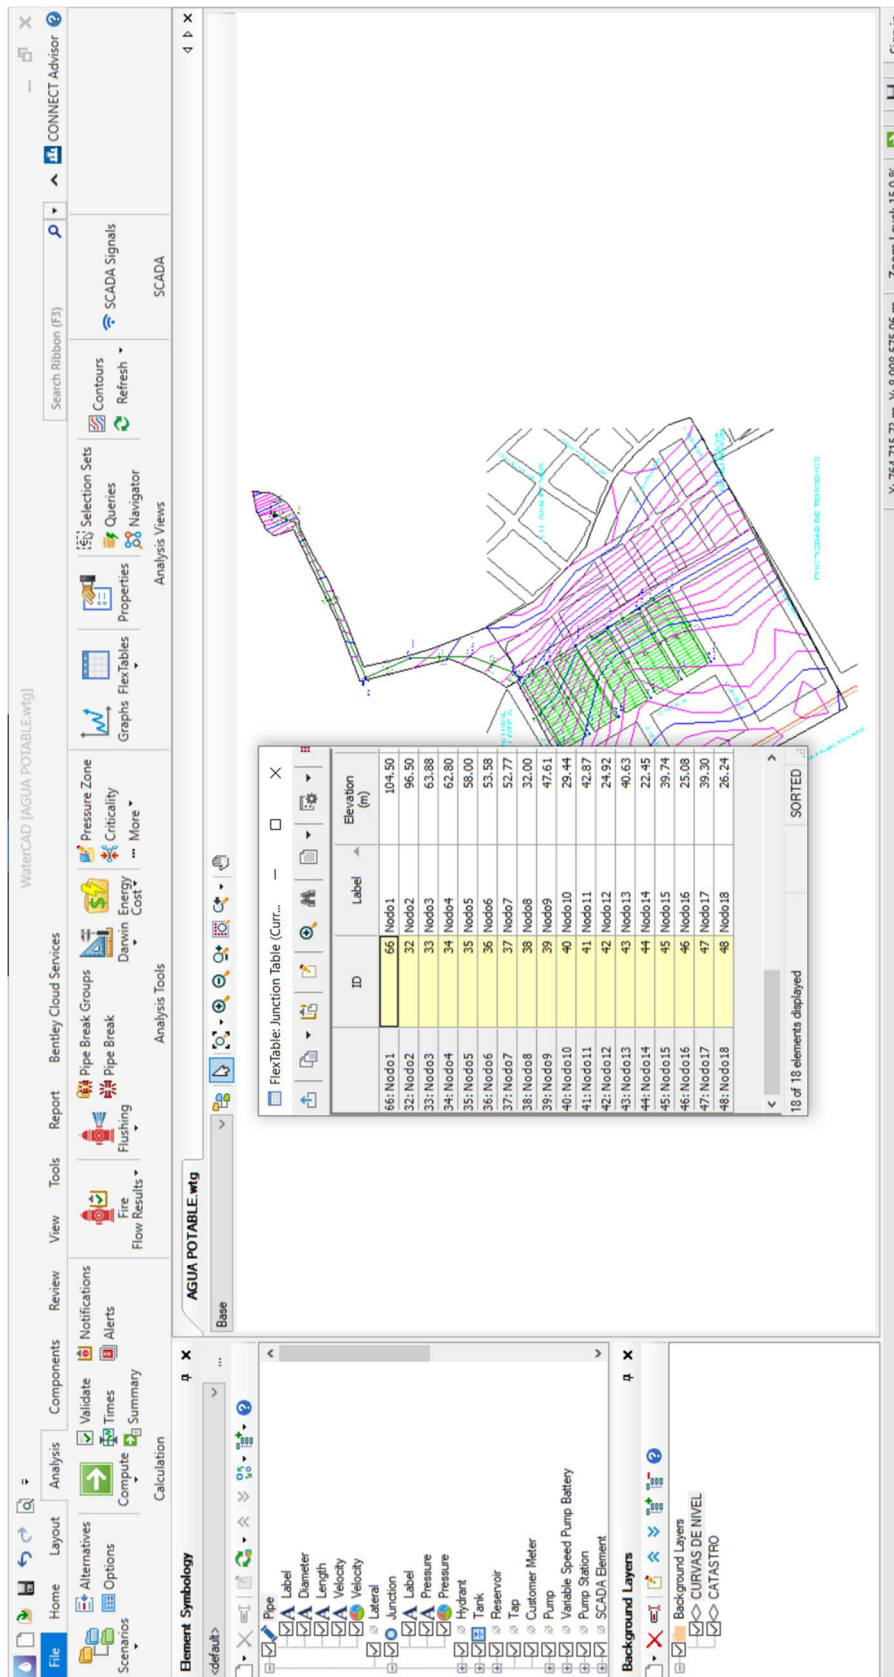 WaterCAD [AGUA POTABLE.wtg]
File Home Layout Analysis Components Review View Tools Report Bentley Cloud Services
Search Ribbon (F3)
CONNECT Advisor
Scenarios
Alternatives
Options
Compute
Validate
Times
Summary
Notifications
Alerts
Calculation
Fire Flow Results
Flushing
Pipe Break Groups
Pipe Break
Darwin
Energy Cost
Pressure Zone
Criticality
More
Analysis Tools
Graphs
FlexTables
Properties
Selection Sets
Queries
Navigator
Contours
Refresh
Analysis Views
SCADA Signals
SCADA
Element Symbology
<default>
Pipe
Label
Diameter
Length
Velocity
Velocity
Lateral
Junction
Label
Pressure
Pressure
Hydrant
Tank
Reservoir
Tap
Customer Meter
Pump
Variable Speed Pump Battery
Pump Station
SCADA Element
Background Layers
Background Layers
CURVAS DE NIVEL
CATASTRO
AGUA POTABLE.wtg
Base
FlexTable: Junction Table (Curr...
ID Label Elevation (m)
66: Nodo1 66 Nodo1 104.50
32: Nodo2 32 Nodo2 96.50
33: Nodo3 33 Nodo3 63.88
34: Nodo4 34 Nodo4 62.80
35: Nodo5 35 Nodo5 58.00
36: Nodo6 36 Nodo6 53.58
37: Nodo7 37 Nodo7 52.77
38: Nodo8 38 Nodo8 32.00
39: Nodo9 39 Nodo9 47.61
40: Nodo10 40 Nodo10 29.44
41: Nodo11 41 Nodo11 42.87
42: Nodo12 42 Nodo12 24.92
43: Nodo13 43 Nodo13 40.63
44: Nodo14 44 Nodo14 22.45
45: Nodo15 45 Nodo15 39.74
46: Nodo16 46 Nodo16 25.08
47: Nodo17 47 Nodo17 39.30
48: Nodo18 48 Nodo18 26.24
18 of 18 elements displayed SORTED